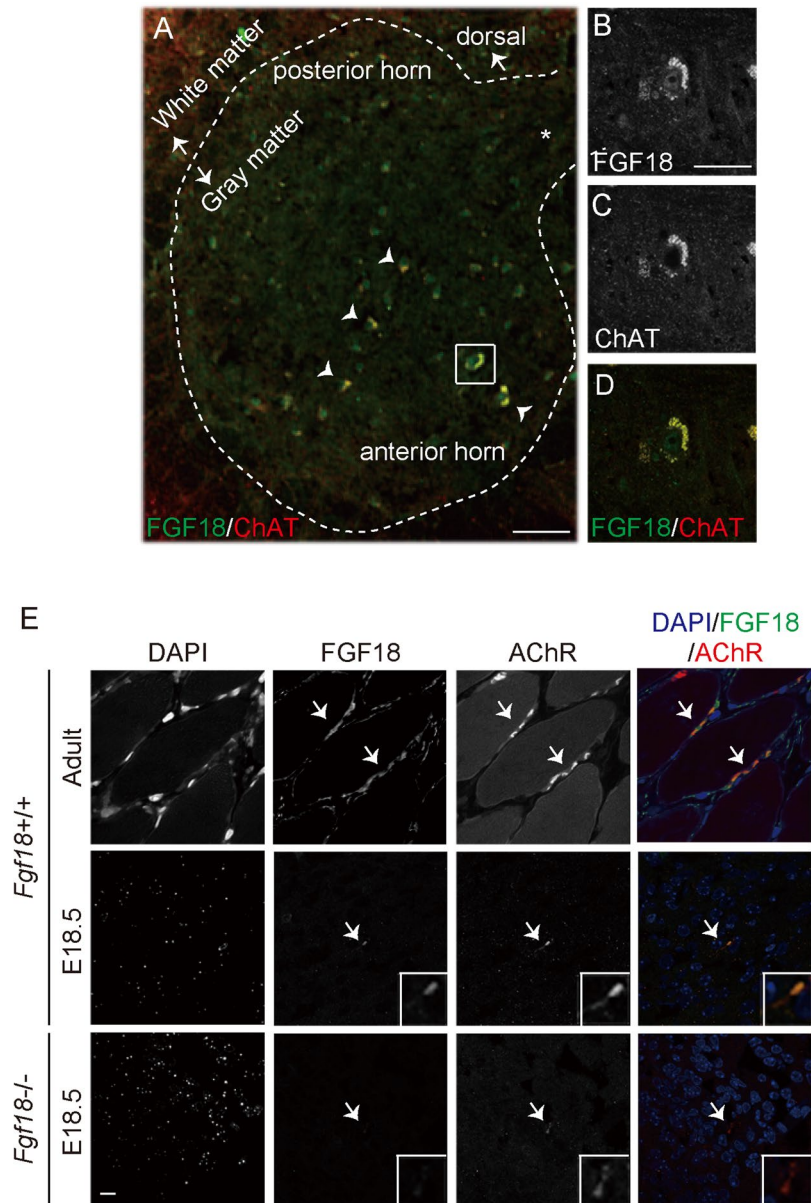 A
dorsal
posterior horn
White matter
Gray matter
*
anterior horn
FGF18/ChAT
B
FGF18
C
ChAT
D
FGF18/ChAT
E
DAPI
FGF18
AChR
DAPI/FGF18
/AChR
Fgf18+/+
Adult
E18.5
Fgf18-/-
E18.5